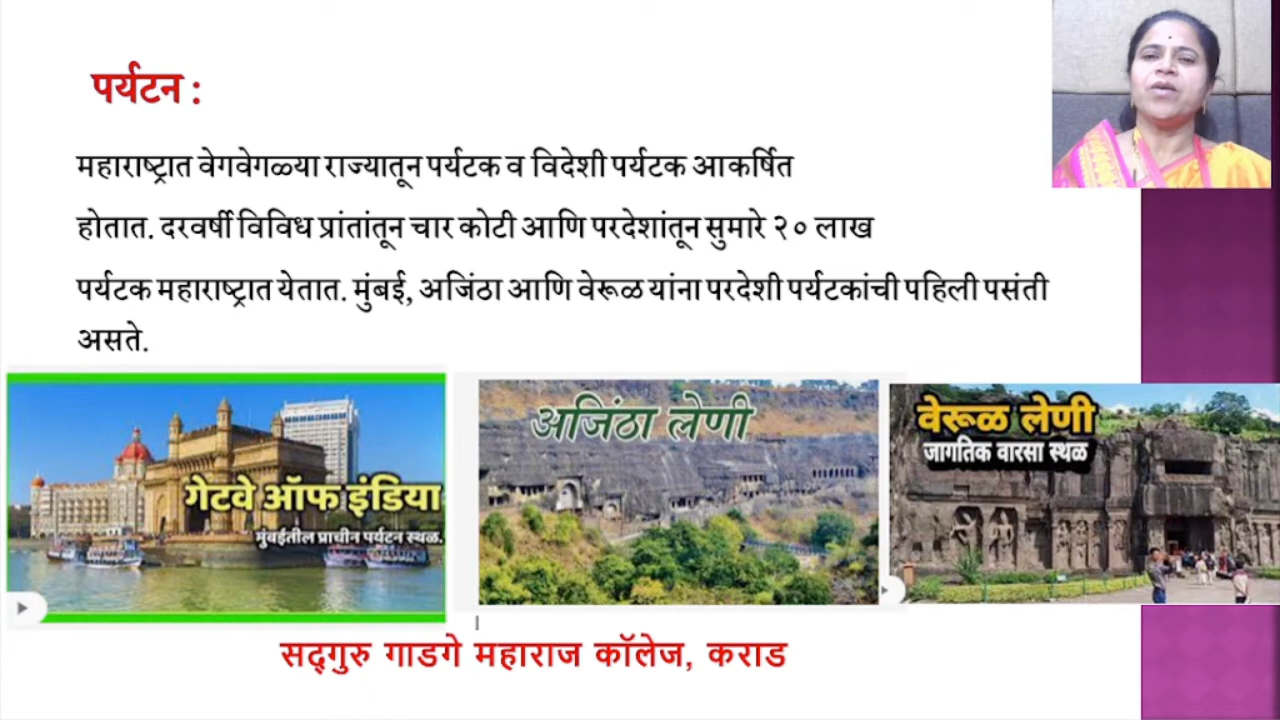 पर्यटन :
महाराष्ट्रात वेगवेगळ्या राज्यातून पर्यटक व विदेशी पर्यटक आकर्षित
होतात. दरवर्षी विविध प्रांतांतून चार कोटी आणि परदेशांतून सुमारे २० लाख
पर्यटक महाराष्ट्रात येतात. मुंबई, अजिंठा आणि वेरूळ यांना परदेशी पर्यटकांची पहिली पसंती
असते.
गेटवे ऑफ इंडिया
मुंबईतील प्राचीन पर्यटन स्थळ.
अजिंठा लेणी
वेरूळ लेणी
जागतिक वारसा स्थळ
सद्‌गुरु गाडगे महाराज कॉलेज, कराड